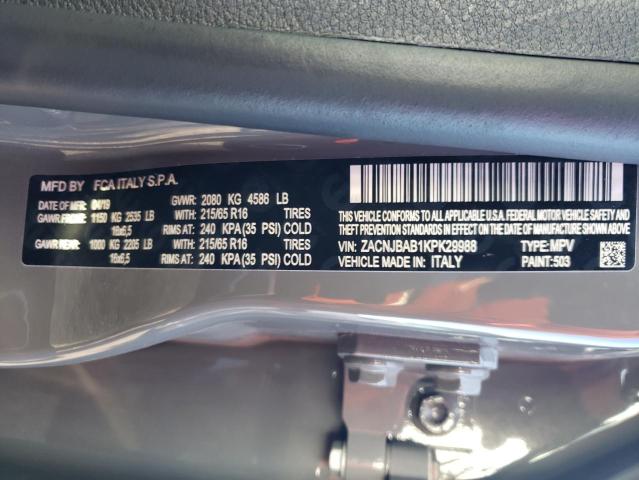 MFD BY FCA ITALY S.P.A.
DATE OF MFR 04/19 GVWR: 2080 KG 4586 LB
GAWR FRONT: 1150 KG 2535 LB WITH: 215/65 R16 TIRES
16x6,5 RIMS AT: 240 KPA(35 PSI) COLD
GAWR REAR: 1000 KG 2205 LB WITH: 215/65 R16 TIRES
16x6,5 RIMS AT: 240 KPA(35 PSI) COLD
THIS VEHICLE CONFORMS TO ALL
APPLICABLE FEDERAL MOTOR VEHICLE SAFETY
AND THEFT PREVENTION STANDARDS
IN EFFECT ON THE DATE OF MANUFACTURE SHOWN ABOVE
VIN: ZACNJBAB1KPK29988 TYPE: MPV
VEHICLE MADE IN: ITALY PAINT: 503